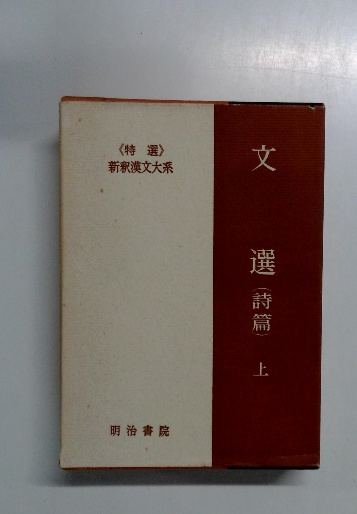 《特選》
新釈漢文大系
文選（詩篇）上
明治書院